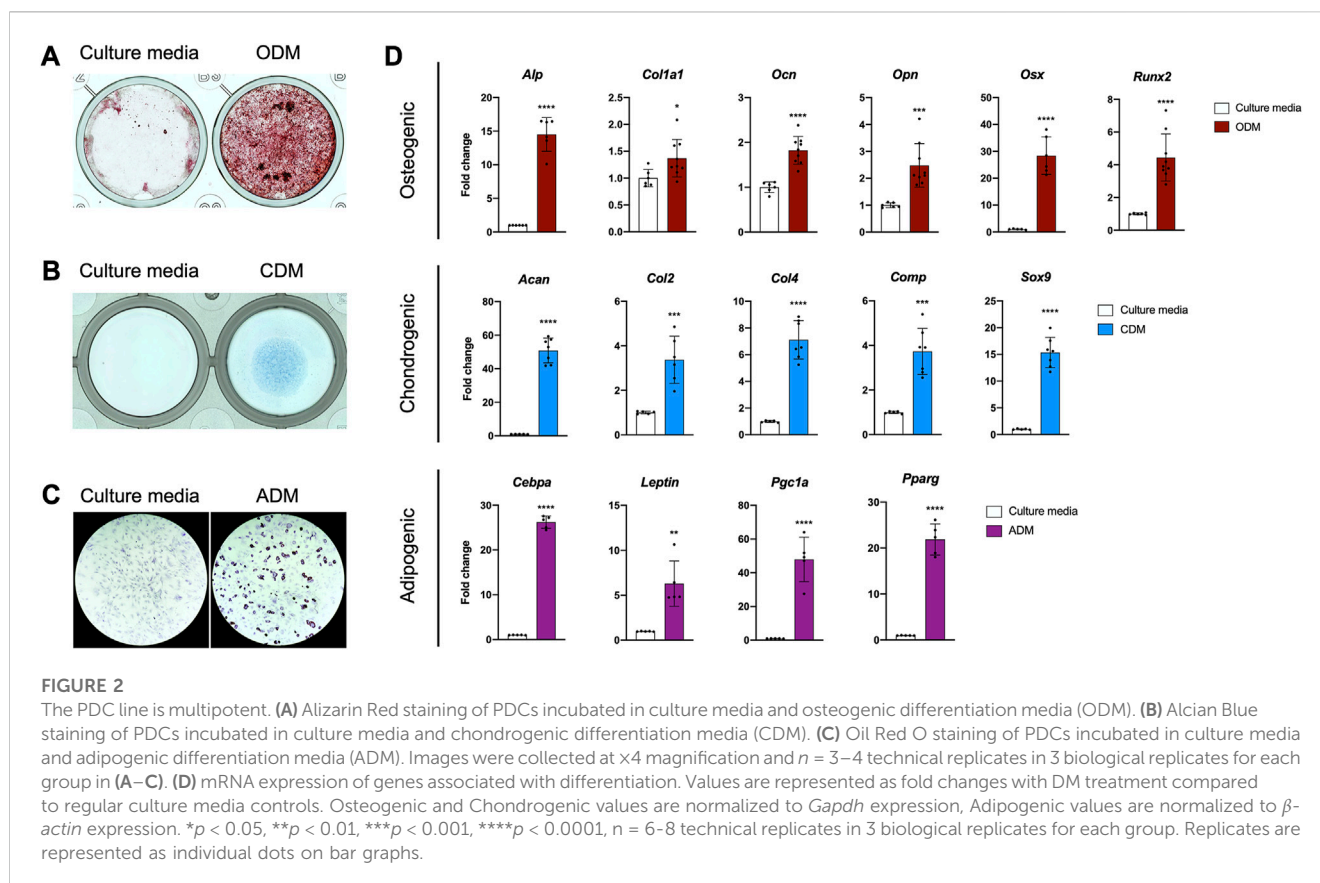 A
Culture media
ODM
D
Osteogenic
Fold change
Alp
20
15
10
5
0
****
Col1a1
2.5
2.0
1.5
1.0
0.5
0.0
*
Ocn
3
2
1
0
****
Opn
5
4
3
2
1
0
***
Osx
50
40
30
20
10
0
****
Runx2
8
6
4
2
0
****
Culture media
ODM
B
Culture media
CDM
Chondrogenic
Fold change
Acan
80
60
40
20
0
****
Col2
6
4
2
0
***
Col4
10
8
6
4
2
0
****
Comp
6
4
2
0
***
Sox9
25
20
15
10
5
0
****
Culture media
CDM
C
Culture media
ADM
Adipogenic
Fold change
Cebpa
30
20
10
0
****
Leptin
15
10
5
0
**
Pgc1a
80
60
40
20
0
****
Pparg
30
20
10
0
****
Culture media
ADM
FIGURE 2
The PDC line is multipotent. (A) Alizarin Red staining of PDCs incubated in culture media and osteogenic differentiation media (ODM). (B) Alcian Blue
staining of PDCs incubated in culture media and chondrogenic differentiation media (CDM). (C) Oil Red O staining of PDCs incubated in culture media
and adipogenic differentiation media (ADM). Images were collected at ×4 magnification and n = 3–4 technical replicates in 3 biological replicates for each
group in (A–C). (D) mRNA expression of genes associated with differentiation. Values are represented as fold changes with DM treatment compared
to regular culture media controls. Osteogenic and Chondrogenic values are normalized to Gapdh expression, Adipogenic values are normalized to β-
actin expression. *p < 0.05, **p < 0.01, ***p < 0.001, ****p < 0.0001, n = 6-8 technical replicates in 3 biological replicates for each group. Replicates are
represented as individual dots on bar graphs.